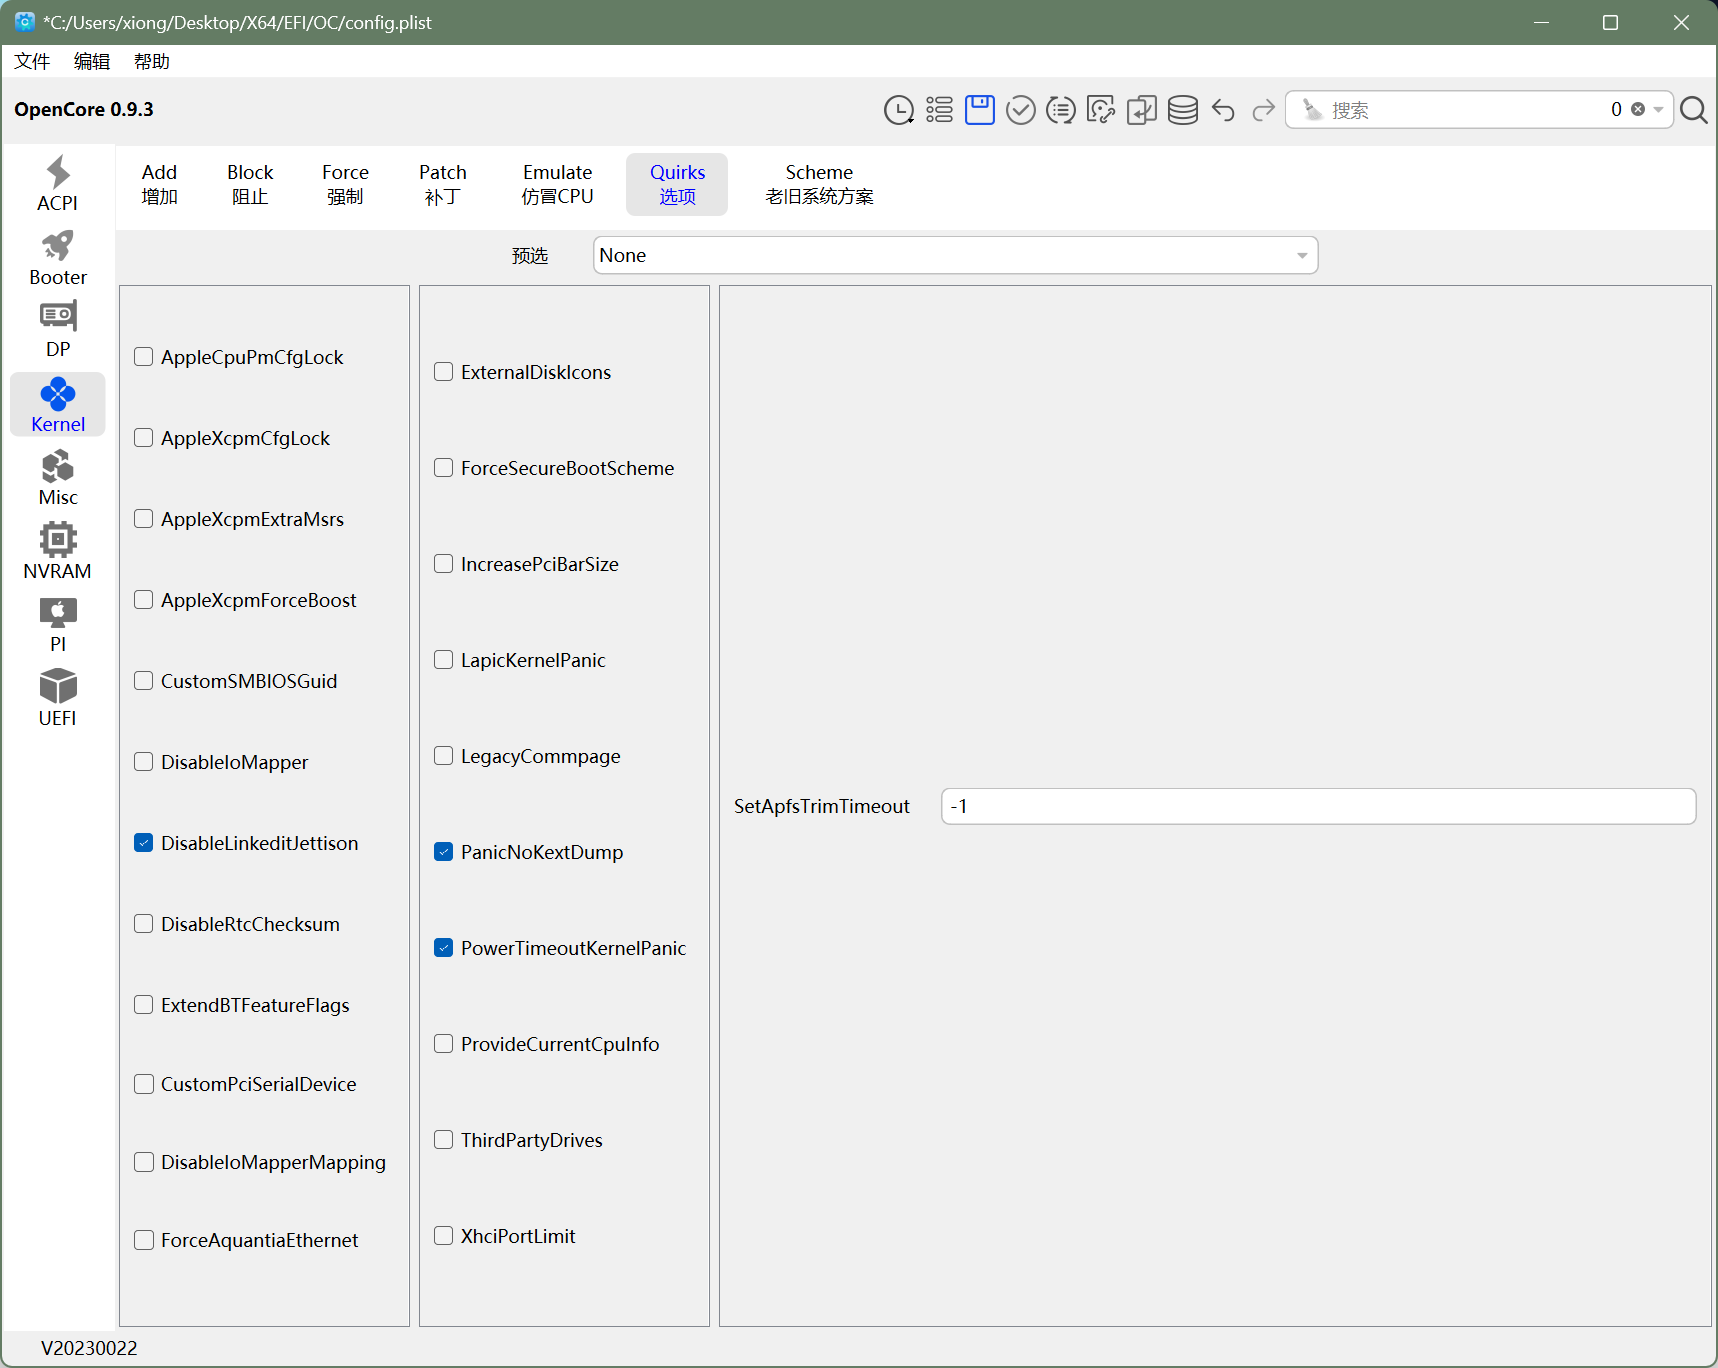 *C:/Users/xiong/Desktop/X64/EFI/OC/config.plist
文件 编辑 帮助
OpenCore 0.9.3
搜索 0
ACPI
Booter
DP
Kernel
Misc
NVRAM
PI
UEFI
Add Block Force Patch Emulate Quirks Scheme
增加 阻止 强制 补丁 仿冒CPU 选项 老旧系统方案
预选 None
AppleCpuPmCfgLock
AppleXcpmCfgLock
AppleXcpmExtraMsrs
AppleXcpmForceBoost
CustomSMBIOSGuid
DisableIoMapper
DisableLinkeditJettison
DisableRtcChecksum
ExtendBTFeatureFlags
CustomPciSerialDevice
DisableIoMapperMapping
ForceAquantiaEthernet
ExternalDiskIcons
ForceSecureBootScheme
IncreasePciBarSize
LapicKernelPanic
LegacyCommpage
PanicNoKextDump
PowerTimeoutKernelPanic
ProvideCurrentCpuInfo
ThirdPartyDrives
XhciPortLimit
SetApfsTrimTimeout -1
V20230022